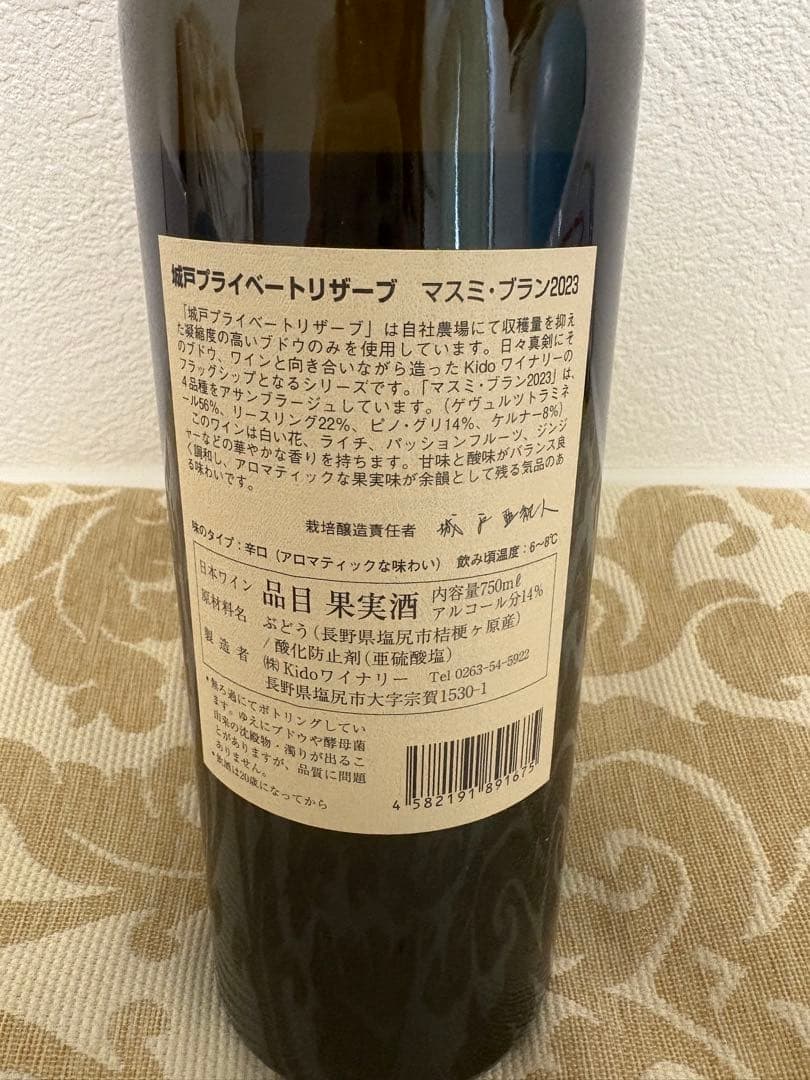 城戸プライベートリザーブ　マスミ・ブラン2023
「城戸プライベートリザーブ」は自社農場にて収穫量を抑え
た凝縮度の高いブドウのみを使用しています。日々真剣にそ
のブドウ、ワインと向き合いながら造ったKidoワイナリーの
フラッグシップとなるシリーズです。「マスミ・ブラン2023」は、
4品種をアサンブラージュしています。（ゲヴュルツトラミネ
ール56%、リースリング22%、ピノ・グリ14%、ケルナー8%）
このワインは白い花、ライチ、パッションフルーツ、ジンジ
ャーなどの華やかな香りを持ちます。甘味と酸味がバランス良
く調和し、アロマティックな果実味が余韻として残る気品のあ
る味わいです。
栽培醸造責任者　城戸亜紀人
味のタイプ：辛口（アロマティックな味わい）　飲み頃温度：6〜8℃
日本ワイン　品目 果実酒　内容量750mℓ
アルコール分14%
原材料名　ぶどう（長野県塩尻市桔梗ヶ原産）
/ 酸化防止剤（亜硫酸塩）
製造者　㈱Kidoワイナリー　Tel 0263-54-5922
長野県塩尻市大字宗賀1530-1
*無ろ過にてボトリングしてい
ます。ゆえにブドウや酵母菌
由来の沈殿物・濁りが出るこ
とがありますが、品質に問題
ありません。
*飲酒は20歳になってから
4 582191 891675